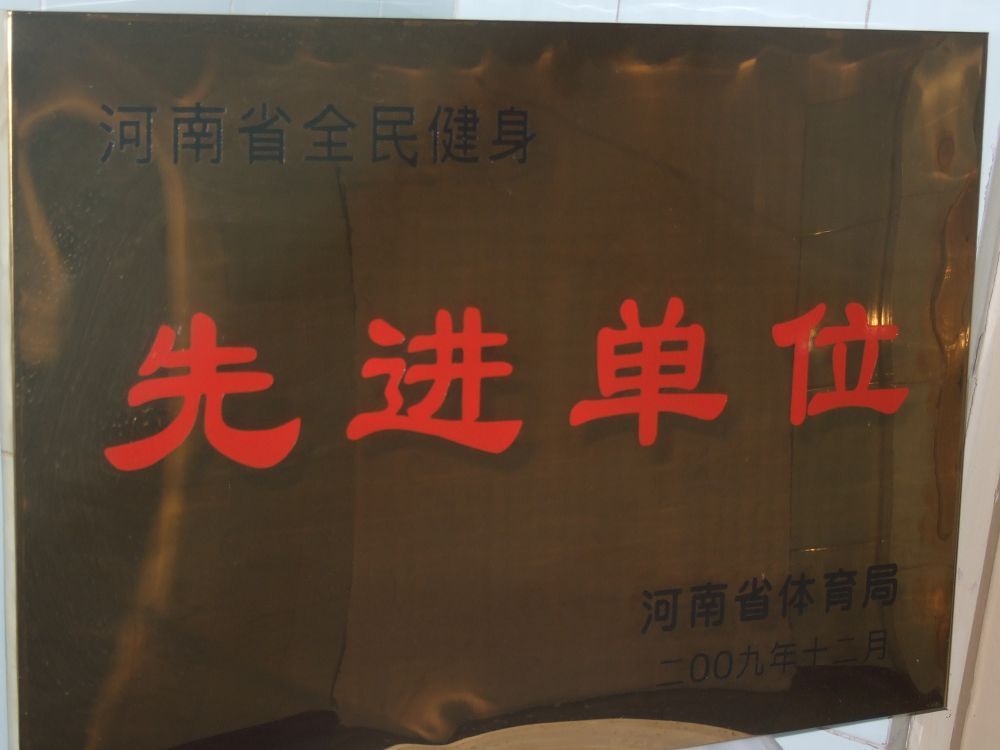 河南省全民健身
先进单位
河南省体育局
二00九年十二月